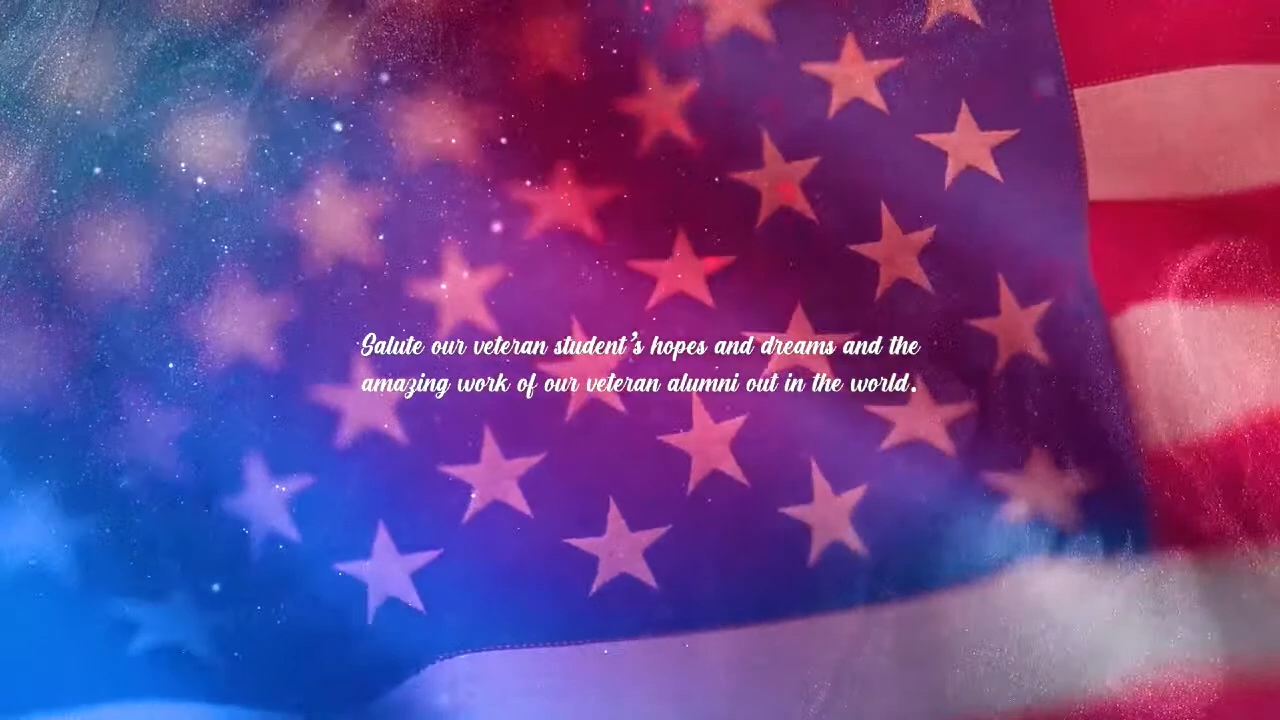 Salute our veteran student's hopes and dreams and the
amazing work of our veteran alumni out in the world.